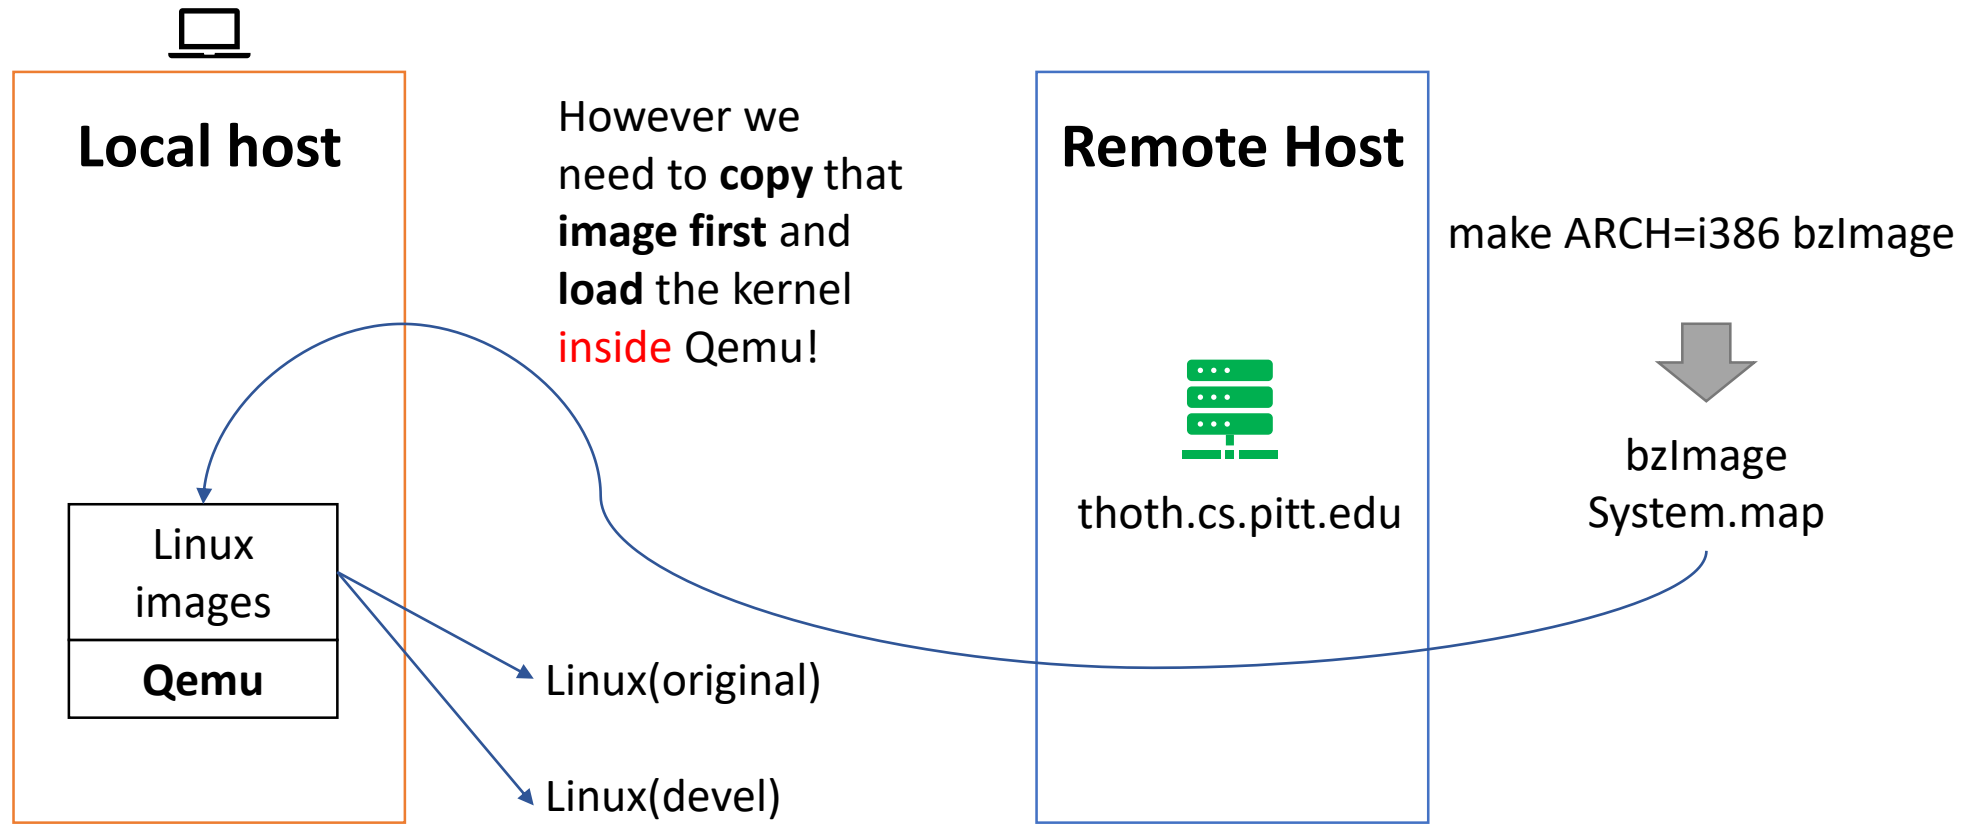 Local host
However we
need to copy that
image first and
load the kernel
inside Qemu!
Remote Host
make ARCH=i386 bzImage
bzImage
System.map
thoth.cs.pitt.edu
Linux
images
Qemu
Linux(original)
Linux(devel)